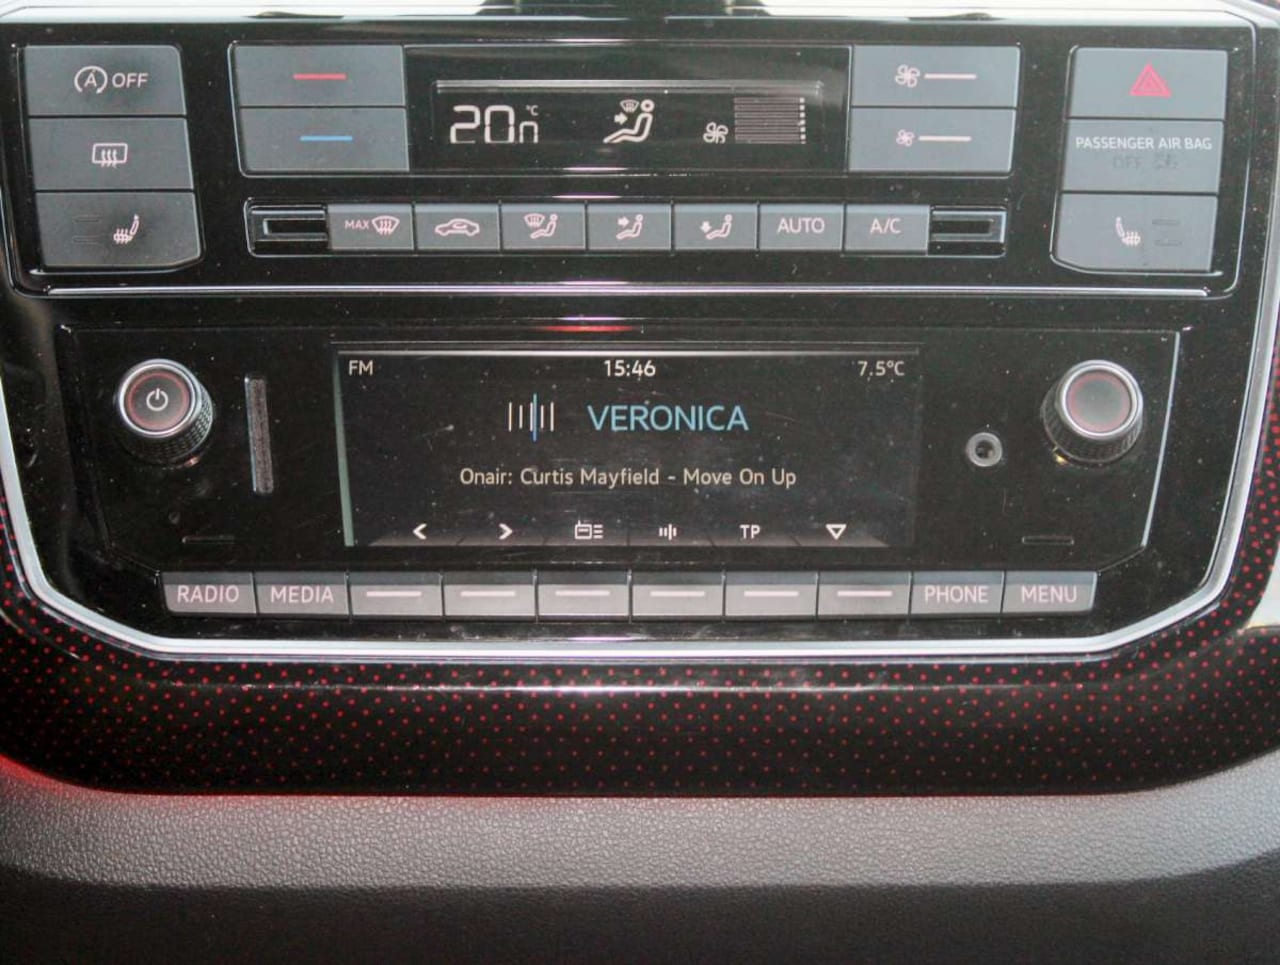 A OFF
20n °C
PASSENGER AIR BAG
OFF
MAX
AUTO
A/C
FM 15:46 7.5°C
VERONICA
Onair: Curtis Mayfield - Move On Up
< > TP
RADIO MEDIA PHONE MENU